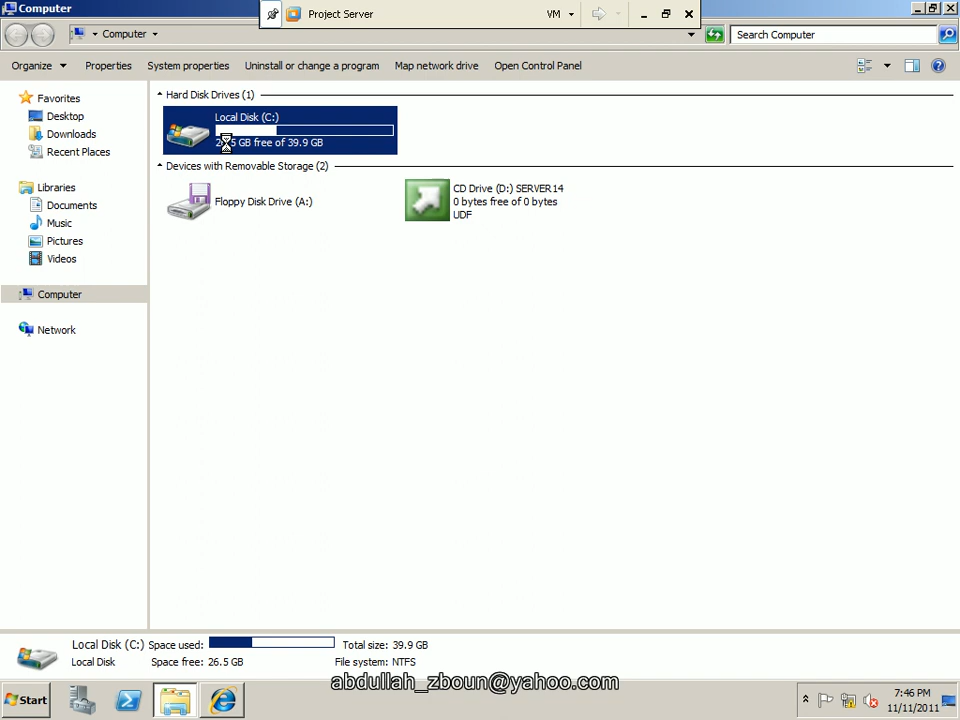 Computer
Project Server
VM
Computer
Search Computer
Organize
Properties
System properties
Uninstall or change a program
Map network drive
Open Control Panel
Favorites
Desktop
Downloads
Recent Places
Libraries
Documents
Music
Pictures
Videos
Computer
Network
Hard Disk Drives (1)
Local Disk (C:)
GB free of 39.9 GB
Devices with Removable Storage (2)
Floppy Disk Drive (A:)
CD Drive (D:) SERVER14
0 bytes free of 0 bytes
UDF
Local Disk (C:) Space used: Total size: 39.9 GB
Local Disk Space free: 26.5 GB File system: NTFS
abdullah_zboun@yahoo.com
Start
7:46 PM
11/11/2011